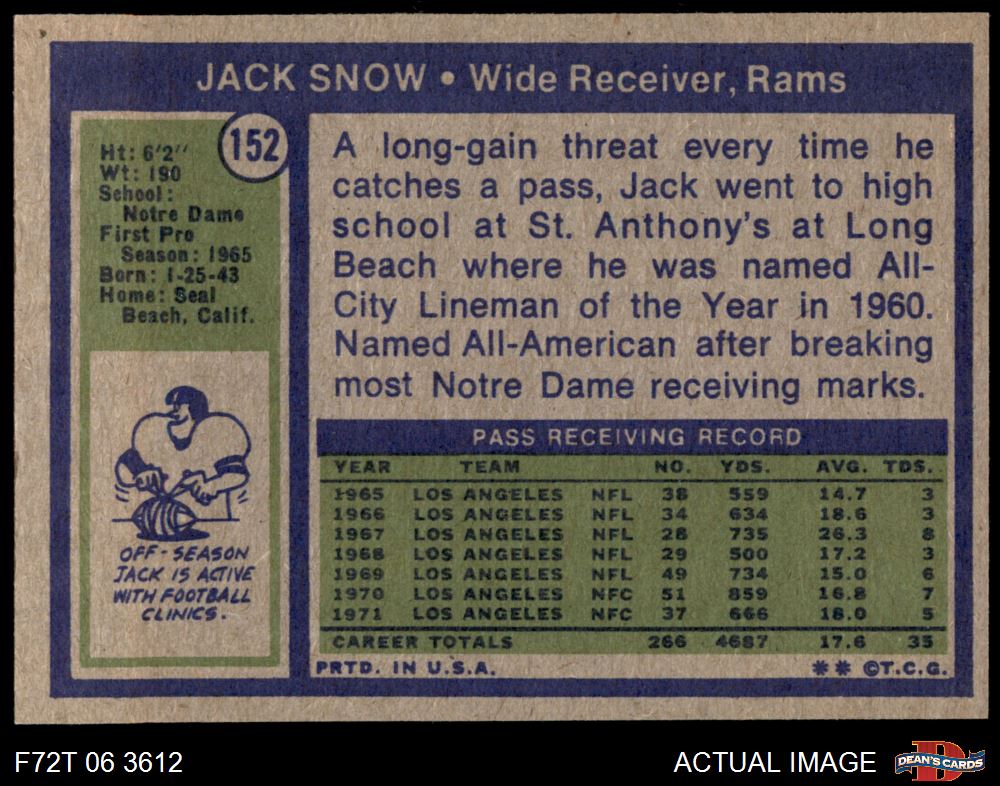 JACK SNOW • Wide Receiver, Rams
152
Ht: 6'2"
Wt: 190
School:
Notre Dame
First Pro
Season: 1965
Born: 1-25-43
Home: Seal
Beach, Calif.
OFF-SEASON
JACK IS ACTIVE
WITH FOOTBALL
CLINICS.
A long-gain threat every time he
catches a pass, Jack went to high
school at St. Anthony's at Long
Beach where he was named All-
City Lineman of the Year in 1960.
Named All-American after breaking
most Notre Dame receiving marks.
PASS RECEIVING RECORD
YEAR TEAM NO. YDS. AVG. TDS.
1965 LOS ANGELES NFL 38 559 14.7 3
1966 LOS ANGELES NFL 34 634 18.6 3
1967 LOS ANGELES NFL 28 735 26.3 8
1968 LOS ANGELES NFL 29 500 17.2 3
1969 LOS ANGELES NFL 49 734 15.0 6
1970 LOS ANGELES NFC 51 859 16.8 7
1971 LOS ANGELES NFC 37 666 18.0 5
CAREER TOTALS 266 4687 17.6 35
PRTD. IN U.S.A. ** ©T.C.G.
F72T 06 3612 ACTUAL IMAGE
DEAN'S CARDS